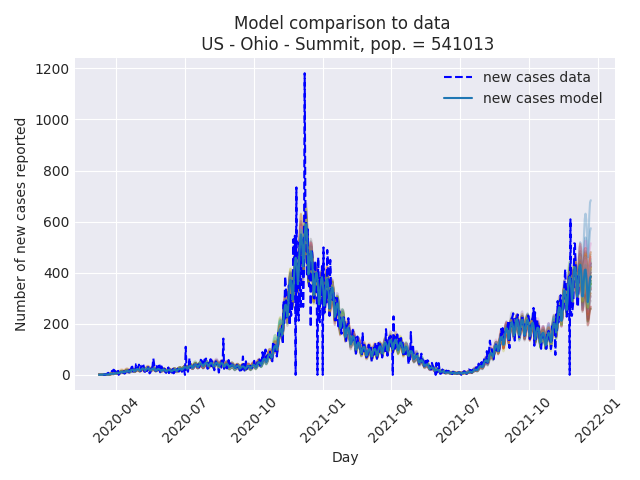 Model comparison to data
US - Ohio - Summit, pop. = 541013
new cases data
new cases model
Number of new cases reported
1200
1000
800
600
400
200
0
2020-04
2020-07
2020-10
2021-01
2021-04
2021-07
2021-10
2022-01
Day